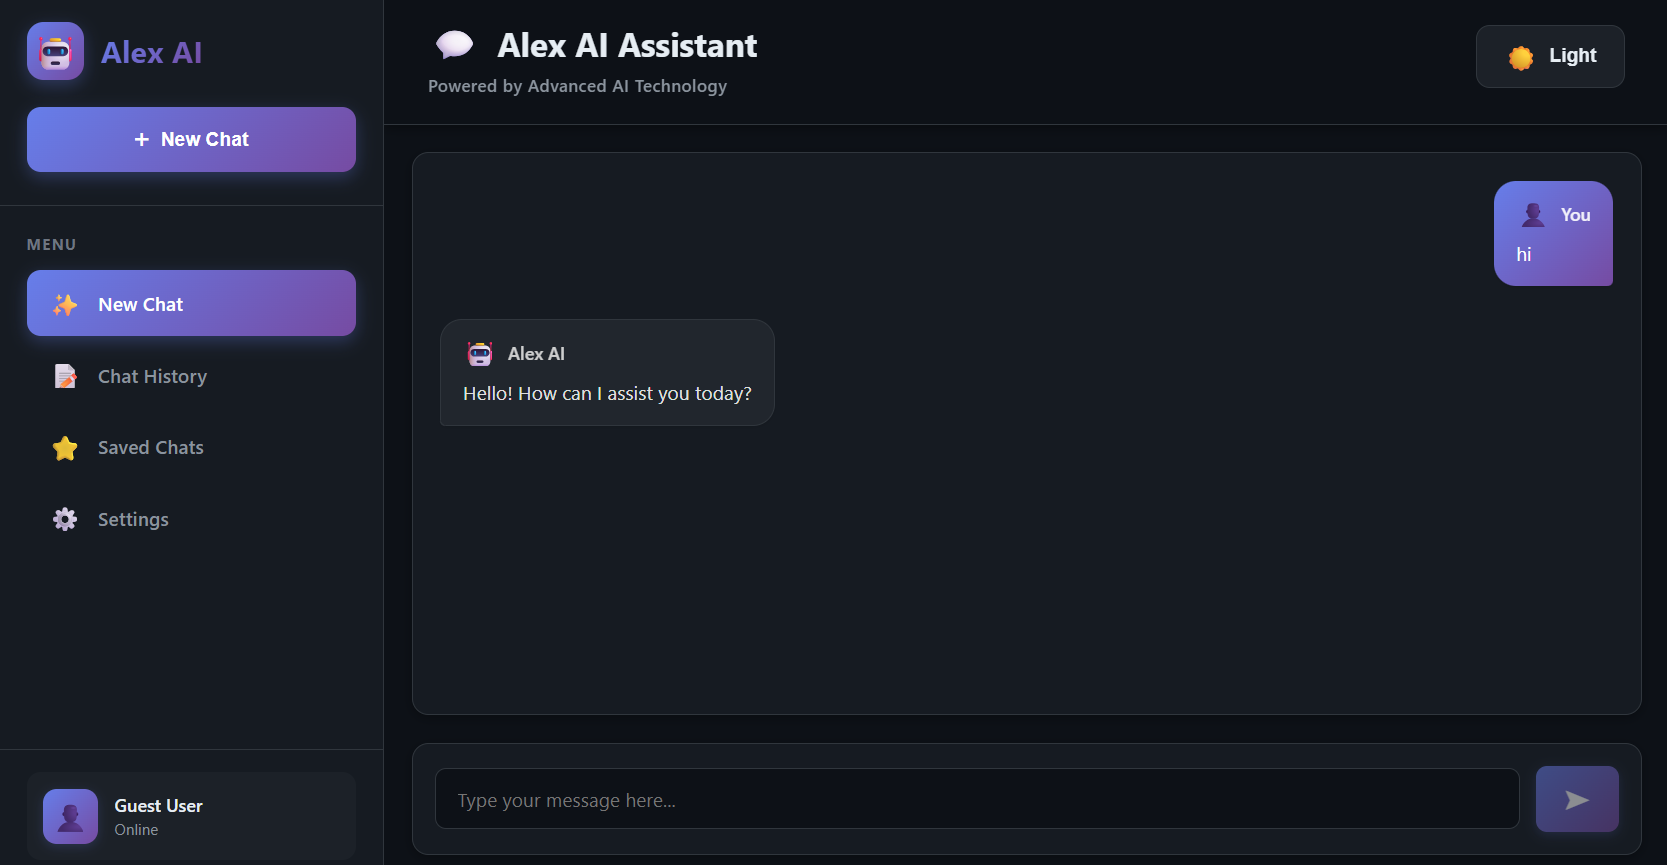 Alex AI
+ New Chat
MENU
New Chat
Chat History
Saved Chats
Settings
Guest User
Online
Alex AI Assistant
Powered by Advanced AI Technology
Light
You
hi
Alex AI
Hello! How can I assist you today?
Type your message here...